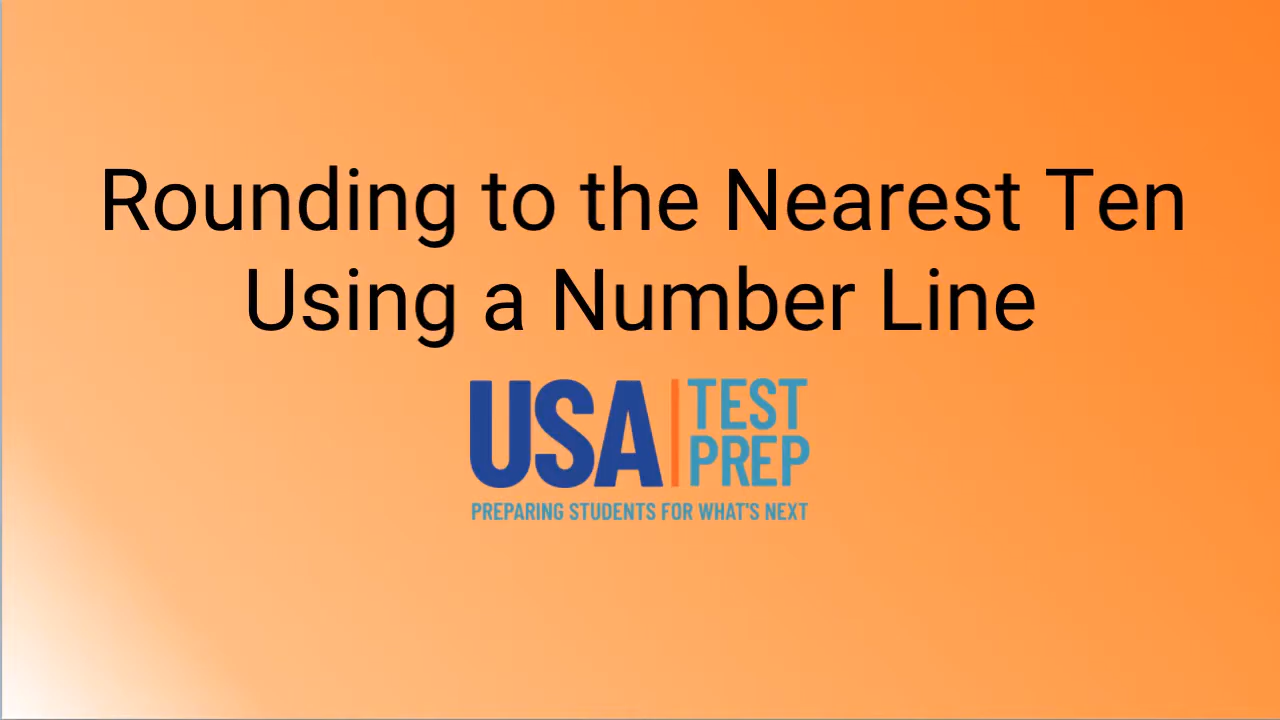 Rounding to the Nearest Ten
Using a Number Line
USA TEST
PREP
PREPARING STUDENTS FOR WHAT'S NEXT